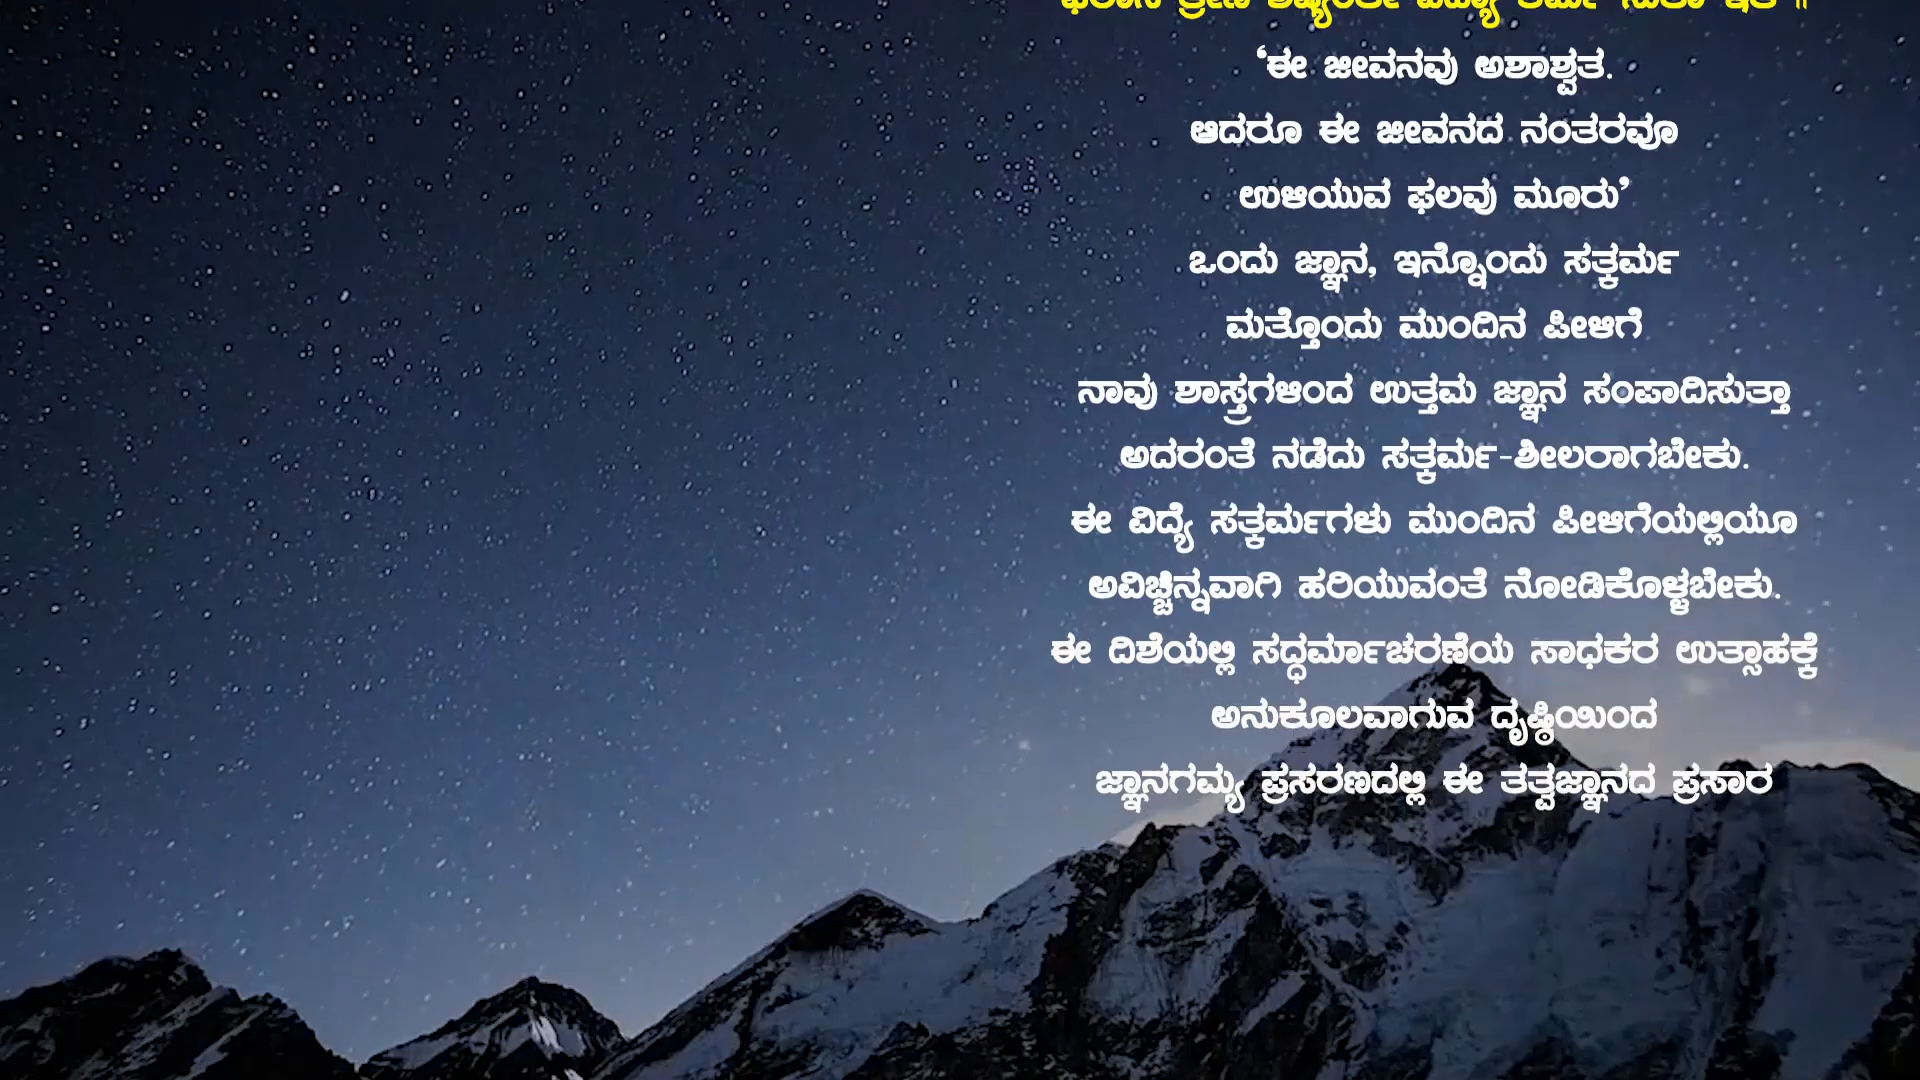 ‘ಈ ಜೀವನವು ಅಶಾಶ್ವತ.
ಆದರೂ ಈ ಜೀವನದ ನಂತರವೂ
ಉಳಿಯುವ ಫಲವು ಮೂರು’
ಒಂದು ಜ್ಞಾನ, ಇನ್ನೊಂದು ಸತ್ಕರ್ಮ
ಮತ್ತೊಂದು ಮುಂದಿನ ಪೀಳಿಗೆ
ನಾವು ಶಾಸ್ತ್ರಗಳಿಂದ ಉತ್ತಮ ಜ್ಞಾನ ಸಂಪಾದಿಸುತ್ತಾ
ಅದರಂತೆ ನಡೆದು ಸತ್ಕರ್ಮ-ಶೀಲರಾಗಬೇಕು.
ಈ ವಿದ್ಯೆ ಸತ್ಕರ್ಮಗಳು ಮುಂದಿನ ಪೀಳಿಗೆಯಲ್ಲಿಯೂ
ಅವಿಚ್ಛಿನ್ನವಾಗಿ ಹರಿಯುವಂತೆ ನೋಡಿಕೊಳ್ಳಬೇಕು.
ಈ ದಿಶೆಯಲ್ಲಿ ಸದ್ಧರ್ಮಾಚರಣೆಯ ಸಾಧಕರ ಉತ್ಸಾಹಕ್ಕೆ
ಅನುಕೂಲವಾಗುವ ದೃಷ್ಠಿಯಿಂದ
ಜ್ಞಾನಗಮ್ಯ ಪ್ರಸರಣದಲ್ಲಿ ಈ ತತ್ವಜ್ಞಾನದ ಪ್ರಸಾರ